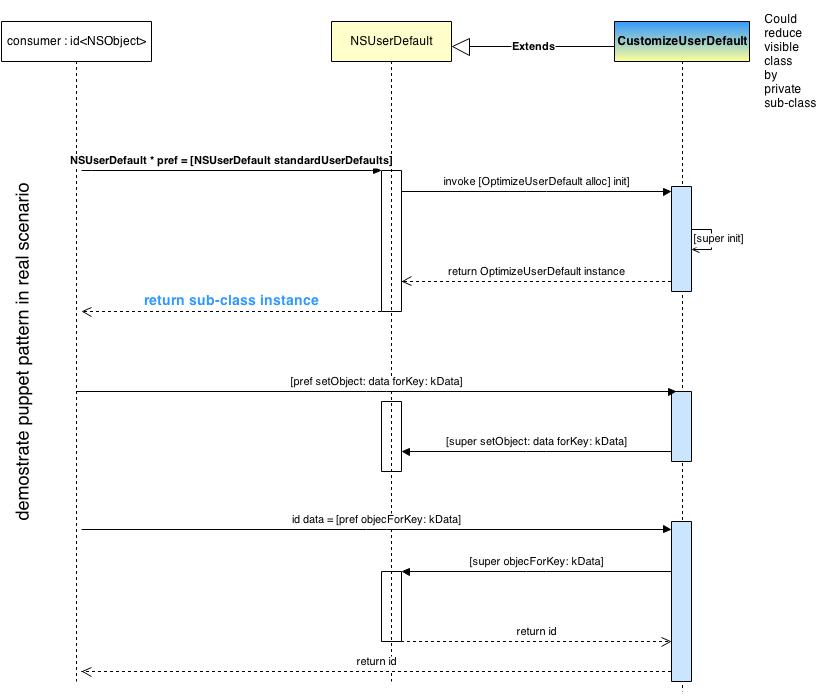 consumer : id<NSObject>
NSUserDefault
Extends
CustomizeUserDefault
Could
reduce
visible
class
by
private
sub-class
demostrate puppet pattern in real scenario
NSUserDefault * pref = [NSUserDefault standardUserDefaults]
invoke [OptimizeUserDefault alloc] init]
[super init]
return OptimizeUserDefault instance
return sub-class instance
[pref setObject: data forKey: kData]
[super setObject: data forKey: kData]
id data = [pref objecForKey: kData]
[super objecForKey: kData]
return id
return id